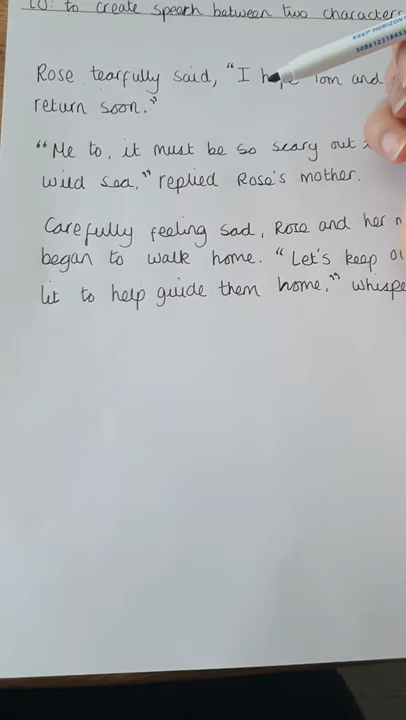 LO: to create speech between two characters
KEEP HORIZONT
Rose tearfully said, "I hope Tom and
return soon."
"Me to, it must be so scary out
wild sea," replied Rose's mother.
Carefully feeling sad, Rose and her
began to walk home. "Let's keep
lit to help guide them home," whispe